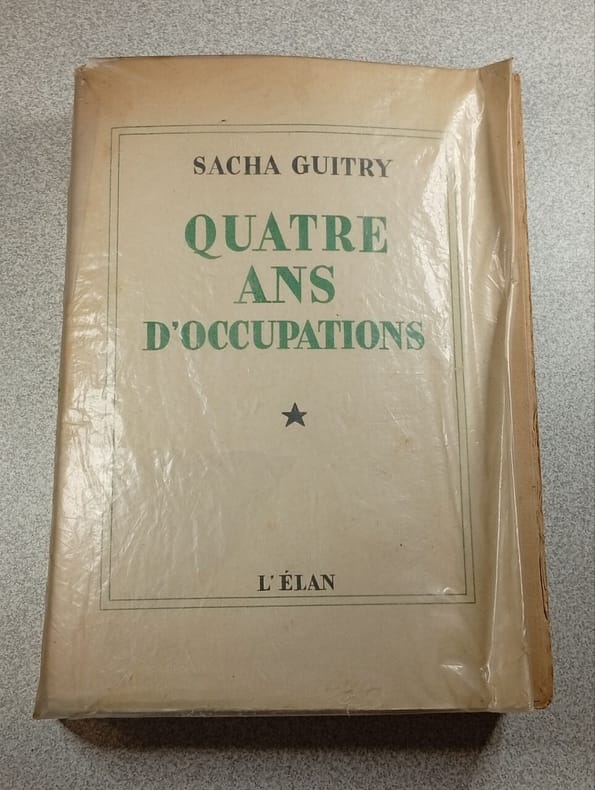 SACHA GUITRY
QUATRE
ANS
D'OCCUPATIONS
L'ÉLAN